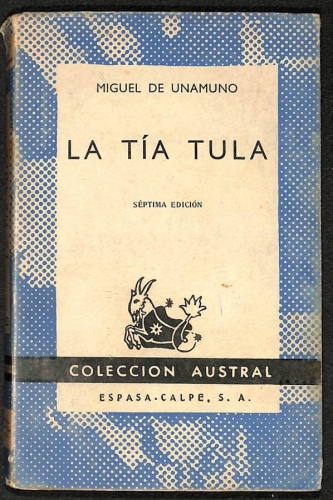 MIGUEL DE UNAMUNO
LA TÍA TULA
SÉPTIMA EDICIÓN
COLECCION AUSTRAL
ESPASA-CALPE, S. A.